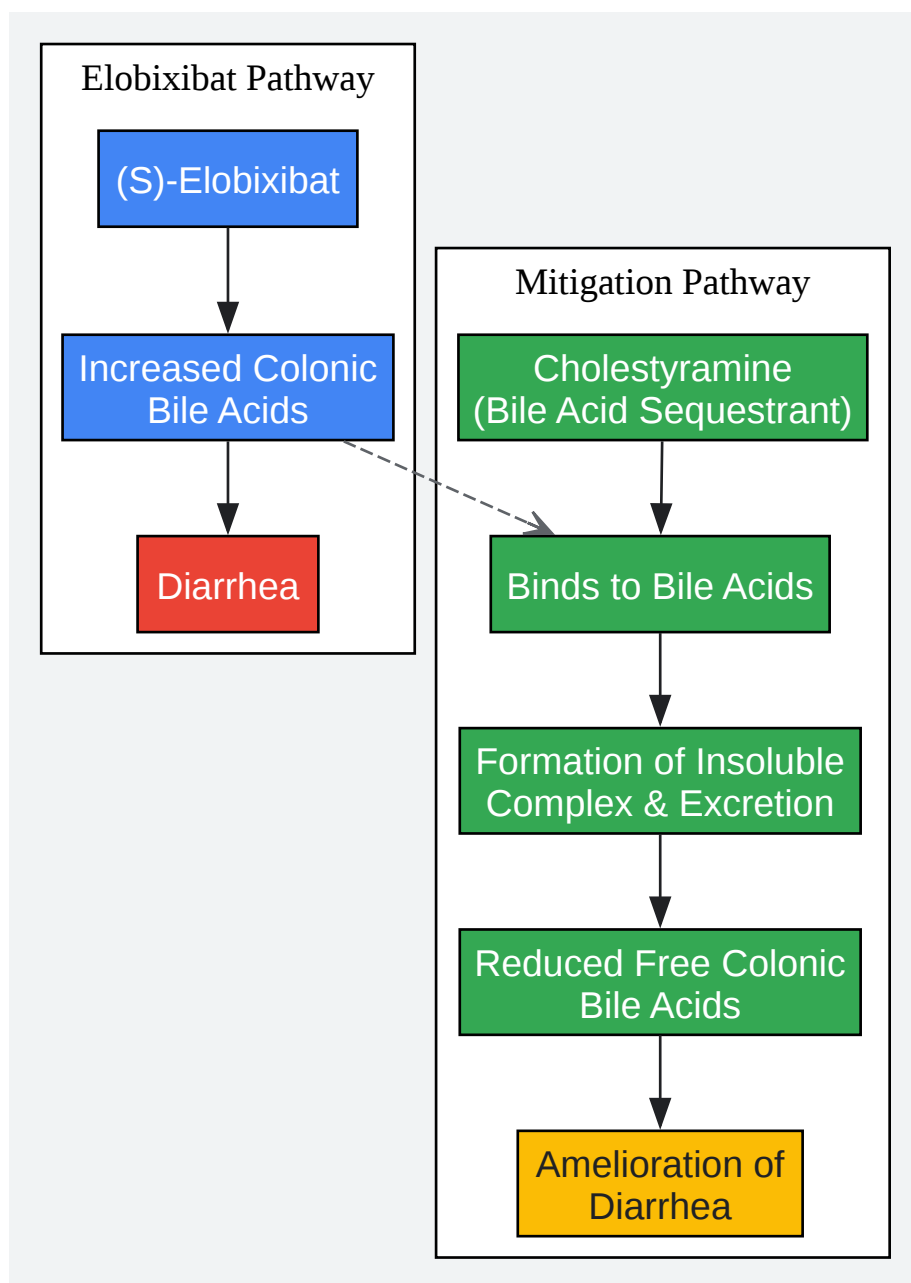 Elobixibat Pathway
(S)-Elobixibat
Increased Colonic
Bile Acids
Diarrhea
Mitigation Pathway
Cholestyramine
(Bile Acid Sequestrant)
Binds to Bile Acids
Formation of Insoluble
Complex & Excretion
Reduced Free Colonic
Bile Acids
Amelioration of
Diarrhea